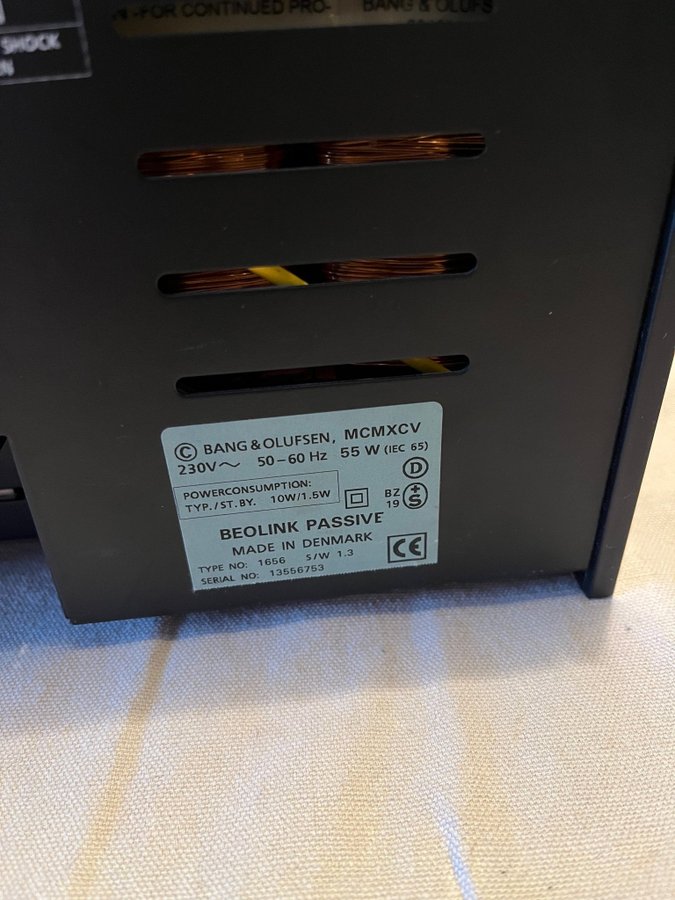 SHOCK
-FOR CONTINUED PRO-
BANG & OLUFS
© BANG & OLUFSEN, MCMXCV
230V~ 50-60 Hz 55 W (IEC 65)
POWERCONSUMPTION:
TYP./ST.BY. 10W/1.5W
D
BZ
19
S
BEOLINK PASSIVE
MADE IN DENMARK
TYPE NO: 1656 S/W 1.3
SERIAL NO: 13556753
CE